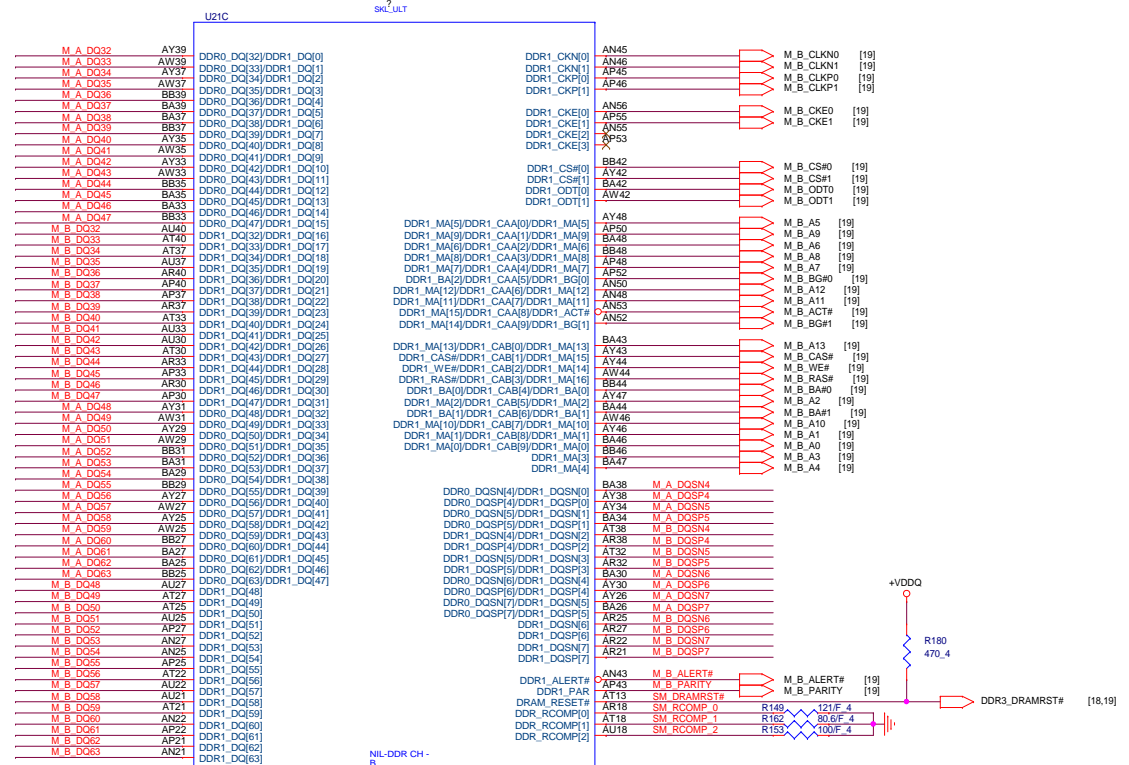 ?
SKL_ULT
U21C
M_A_DQ32 AY39 DDR0_DQ[32]/DDR1_DQ[0]
M_A_DQ33 AW39 DDR0_DQ[33]/DDR1_DQ[1]
M_A_DQ34 AY37 DDR0_DQ[34]/DDR1_DQ[2]
M_A_DQ35 AW37 DDR0_DQ[35]/DDR1_DQ[3]
M_A_DQ36 BB39 DDR0_DQ[36]/DDR1_DQ[4]
M_A_DQ37 BA39 DDR0_DQ[37]/DDR1_DQ[5]
M_A_DQ38 BA37 DDR0_DQ[38]/DDR1_DQ[6]
M_A_DQ39 BB37 DDR0_DQ[39]/DDR1_DQ[7]
M_A_DQ40 AY35 DDR0_DQ[40]/DDR1_DQ[8]
M_A_DQ41 AW35 DDR0_DQ[41]/DDR1_DQ[9]
M_A_DQ42 AY33 DDR0_DQ[42]/DDR1_DQ[10]
M_A_DQ43 AW33 DDR0_DQ[43]/DDR1_DQ[11]
M_A_DQ44 BB35 DDR0_DQ[44]/DDR1_DQ[12]
M_A_DQ45 BA35 DDR0_DQ[45]/DDR1_DQ[13]
M_A_DQ46 BA33 DDR0_DQ[46]/DDR1_DQ[14]
M_A_DQ47 BB33 DDR0_DQ[47]/DDR1_DQ[15]
M_B_DQ32 AU40 DDR1_DQ[32]/DDR1_DQ[16]
M_B_DQ33 AT40 DDR1_DQ[33]/DDR1_DQ[17]
M_B_DQ34 AT37 DDR1_DQ[34]/DDR1_DQ[18]
M_B_DQ35 AU37 DDR1_DQ[35]/DDR1_DQ[19]
M_B_DQ36 AR40 DDR1_DQ[36]/DDR1_DQ[20]
M_B_DQ37 AP40 DDR1_DQ[37]/DDR1_DQ[21]
M_B_DQ38 AP37 DDR1_DQ[38]/DDR1_DQ[22]
M_B_DQ39 AR37 DDR1_DQ[39]/DDR1_DQ[23]
M_B_DQ40 AT33 DDR1_DQ[40]/DDR1_DQ[24]
M_B_DQ41 AU33 DDR1_DQ[41]/DDR1_DQ[25]
M_B_DQ42 AU30 DDR1_DQ[42]/DDR1_DQ[26]
M_B_DQ43 AT30 DDR1_DQ[43]/DDR1_DQ[27]
M_B_DQ44 AR33 DDR1_DQ[44]/DDR1_DQ[28]
M_B_DQ45 AP33 DDR1_DQ[45]/DDR1_DQ[29]
M_B_DQ46 AR30 DDR1_DQ[46]/DDR1_DQ[30]
M_B_DQ47 AP30 DDR1_DQ[47]/DDR1_DQ[31]
M_A_DQ48 AY31 DDR0_DQ[48]/DDR1_DQ[32]
M_A_DQ49 AW31 DDR0_DQ[49]/DDR1_DQ[33]
M_A_DQ50 AY29 DDR0_DQ[50]/DDR1_DQ[34]
M_A_DQ51 AW29 DDR0_DQ[51]/DDR1_DQ[35]
M_A_DQ52 BB31 DDR0_DQ[52]/DDR1_DQ[36]
M_A_DQ53 BA31 DDR0_DQ[53]/DDR1_DQ[37]
M_A_DQ54 BA29 DDR0_DQ[54]/DDR1_DQ[38]
M_A_DQ55 BB29 DDR0_DQ[55]/DDR1_DQ[39]
M_A_DQ56 AY27 DDR0_DQ[56]/DDR1_DQ[40]
M_A_DQ57 AW27 DDR0_DQ[57]/DDR1_DQ[41]
M_A_DQ58 AY25 DDR0_DQ[58]/DDR1_DQ[42]
M_A_DQ59 AW25 DDR0_DQ[59]/DDR1_DQ[43]
M_A_DQ60 BB27 DDR0_DQ[60]/DDR1_DQ[44]
M_A_DQ61 BA27 DDR0_DQ[61]/DDR1_DQ[45]
M_A_DQ62 BA25 DDR0_DQ[62]/DDR1_DQ[46]
M_A_DQ63 BB25 DDR0_DQ[63]/DDR1_DQ[47]
M_B_DQ48 AU27 DDR1_DQ[48]
M_B_DQ49 AT27 DDR1_DQ[49]
M_B_DQ50 AT25 DDR1_DQ[50]
M_B_DQ51 AU25 DDR1_DQ[51]
M_B_DQ52 AP27 DDR1_DQ[52]
M_B_DQ53 AN27 DDR1_DQ[53]
M_B_DQ54 AN25 DDR1_DQ[54]
M_B_DQ55 AP25 DDR1_DQ[55]
M_B_DQ56 AT22 DDR1_DQ[56]
M_B_DQ57 AU22 DDR1_DQ[57]
M_B_DQ58 AU21 DDR1_DQ[58]
M_B_DQ59 AT21 DDR1_DQ[59]
M_B_DQ60 AN22 DDR1_DQ[60]
M_B_DQ61 AP22 DDR1_DQ[61]
M_B_DQ62 AP21 DDR1_DQ[62]
M_B_DQ63 AN21 DDR1_DQ[63]
DDR1_CKN[0] AN45 M_B_CLKN0 [19]
DDR1_CKN[1] AN46 M_B_CLKN1 [19]
DDR1_CKP[0] AP45 M_B_CLKP0 [19]
DDR1_CKP[1] AP46 M_B_CLKP1 [19]
DDR1_CKE[0] AN56 M_B_CKE0 [19]
DDR1_CKE[1] AP55 M_B_CKE1 [19]
DDR1_CKE[2] AN55
DDR1_CKE[3] AP53
DDR1_CS#[0] BB42 M_B_CS#0 [19]
DDR1_CS#[1] AY42 M_B_CS#1 [19]
DDR1_ODT[0] BA42 M_B_ODT0 [19]
DDR1_ODT[1] AW42 M_B_ODT1 [19]
DDR1_MA[5]/DDR1_CAA[0]/DDR1_MA[5] AY48 M_B_A5 [19]
DDR1_MA[9]/DDR1_CAA[1]/DDR1_MA[9] AP50 M_B_A9 [19]
DDR1_MA[6]/DDR1_CAA[2]/DDR1_MA[6] BA48 M_B_A6 [19]
DDR1_MA[8]/DDR1_CAA[3]/DDR1_MA[8] BB48 M_B_A8 [19]
DDR1_MA[7]/DDR1_CAA[4]/DDR1_MA[7] AP48 M_B_A7 [19]
DDR1_BA[2]/DDR1_CAA[5]/DDR1_BG[0] AP52 M_B_BG#0 [19]
DDR1_MA[12]/DDR1_CAA[6]/DDR1_MA[12] AN50 M_B_A12 [19]
DDR1_MA[11]/DDR1_CAA[7]/DDR1_MA[11] AN48 M_B_A11 [19]
DDR1_MA[15]/DDR1_CAA[8]/DDR1_ACT# AN53 M_B_ACT# [19]
DDR1_MA[14]/DDR1_CAA[9]/DDR1_BG[1] AN52 M_B_BG#1 [19]
DDR1_MA[13]/DDR1_CAB[0]/DDR1_MA[13] BA43 M_B_A13 [19]
DDR1_CAS#/DDR1_CAB[1]/DDR1_MA[15] AY43 M_B_CAS# [19]
DDR1_WE#/DDR1_CAB[2]/DDR1_MA[14] AY44 M_B_WE# [19]
DDR1_RAS#/DDR1_CAB[3]/DDR1_MA[16] AW44 M_B_RAS# [19]
DDR1_BA[0]/DDR1_CAB[4]/DDR1_BA[0] BB44 M_B_BA#0 [19]
DDR1_MA[2]/DDR1_CAB[5]/DDR1_MA[2] AY47 M_B_A2 [19]
DDR1_BA[1]/DDR1_CAB[6]/DDR1_BA[1] BA44 M_B_BA#1 [19]
DDR1_MA[10]/DDR1_CAB[7]/DDR1_MA[10] AW46 M_B_A10 [19]
DDR1_MA[1]/DDR1_CAB[8]/DDR1_MA[1] AY46 M_B_A1 [19]
DDR1_MA[0]/DDR1_CAB[9]/DDR1_MA[0] BA46 M_B_A0 [19]
DDR1_MA[3] BB46 M_B_A3 [19]
DDR1_MA[4] BA47 M_B_A4 [19]
DDR0_DQSN[4]/DDR1_DQSN[0] BA38 M_A_DQSN4
DDR0_DQSP[4]/DDR1_DQSP[0] AY38 M_A_DQSP4
DDR0_DQSN[5]/DDR1_DQSN[1] AY34 M_A_DQSN5
DDR0_DQSP[5]/DDR1_DQSP[1] BA34 M_A_DQSP5
DDR1_DQSN[4]/DDR1_DQSN[2] AT38 M_B_DQSN4
DDR1_DQSP[4]/DDR1_DQSP[2] AR38 M_B_DQSP4
DDR1_DQSN[5]/DDR1_DQSN[3] AT32 M_B_DQSN5
DDR1_DQSP[5]/DDR1_DQSP[3] AR32 M_B_DQSP5
DDR0_DQSN[6]/DDR1_DQSN[4] BA30 M_A_DQSN6
DDR0_DQSP[6]/DDR1_DQSP[4] AY30 M_A_DQSP6
DDR0_DQSN[7]/DDR1_DQSN[5] AY26 M_A_DQSN7
DDR0_DQSP[7]/DDR1_DQSP[5] BA26 M_A_DQSP7
DDR1_DQSN[6] AR25 M_B_DQSN6
DDR1_DQSP[6] AR27 M_B_DQSP6
DDR1_DQSN[7] AR22 M_B_DQSN7
DDR1_DQSP[7] AR21 M_B_DQSP7
DDR1_ALERT# AN43 M_B_ALERT# M_B_ALERT# [19]
DDR1_PAR AP43 M_B_PARITY M_B_PARITY [19]
DRAM_RESET# AT13 SM_DRAMRST# DDR3_DRAMRST# [18,19]
DDR_RCOMP[0] AR18 SM_RCOMP_0 R149 121/F_4
DDR_RCOMP[1] AT18 SM_RCOMP_1 R162 80.6/F_4
DDR_RCOMP[2] AU18 SM_RCOMP_2 R153 100/F_4
+VDDQ
R180
470_4
NIL-DDR CH -
B